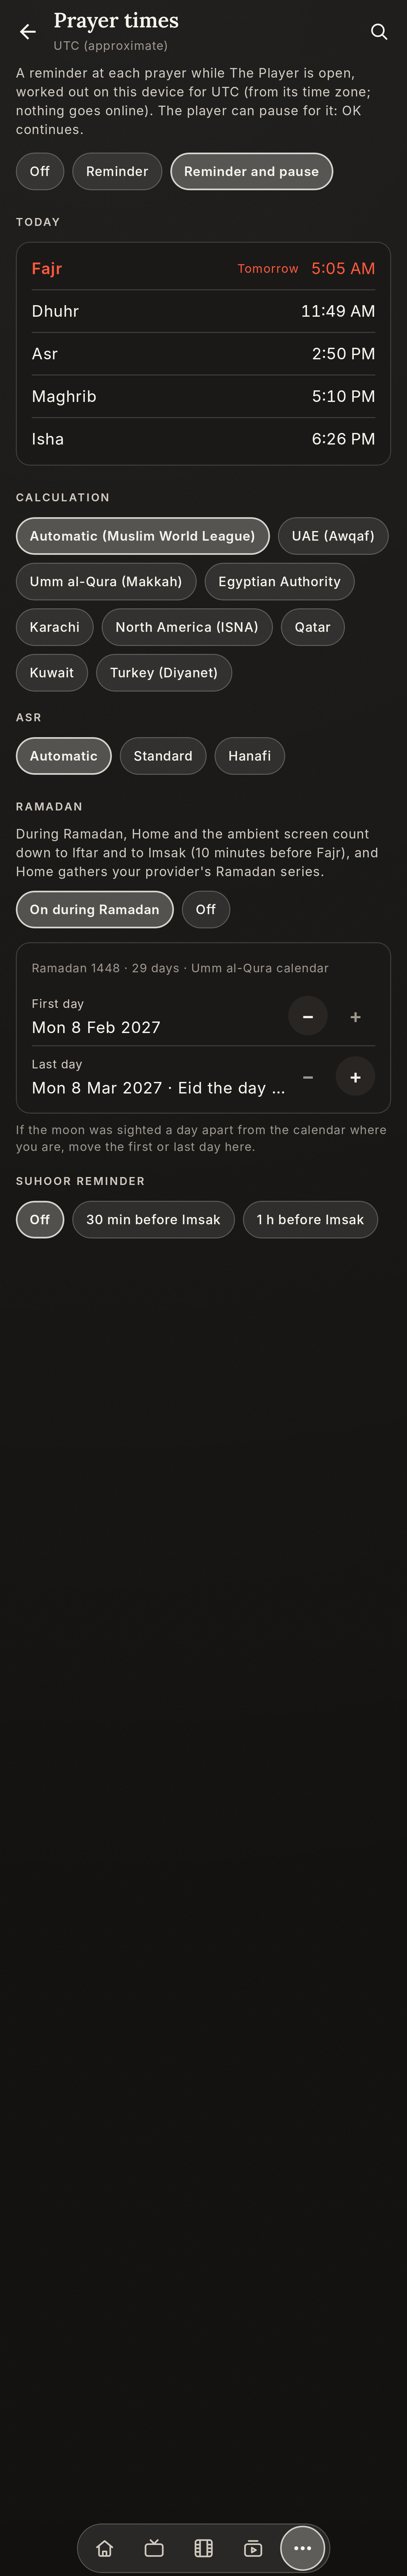 Prayer times
UTC (approximate)
A reminder at each prayer while The Player is open,
worked out on this device for UTC (from its time zone;
nothing goes online). The player can pause for it: OK
continues.
Off
Reminder
Reminder and pause
TODAY
Fajr Tomorrow 5:05 AM
Dhuhr 11:49 AM
Asr 2:50 PM
Maghrib 5:10 PM
Isha 6:26 PM
CALCULATION
Automatic (Muslim World League)
UAE (Awqaf)
Umm al-Qura (Makkah)
Egyptian Authority
Karachi
North America (ISNA)
Qatar
Kuwait
Turkey (Diyanet)
ASR
Automatic
Standard
Hanafi
RAMADAN
During Ramadan, Home and the ambient screen count
down to Iftar and to Imsak (10 minutes before Fajr), and
Home gathers your provider's Ramadan series.
On during Ramadan
Off
Ramadan 1448 · 29 days · Umm al-Qura calendar
First day
Mon 8 Feb 2027
− +
Last day
Mon 8 Mar 2027 · Eid the day ...
− +
If the moon was sighted a day apart from the calendar where
you are, move the first or last day here.
SUHOOR REMINDER
Off
30 min before Imsak
1 h before Imsak